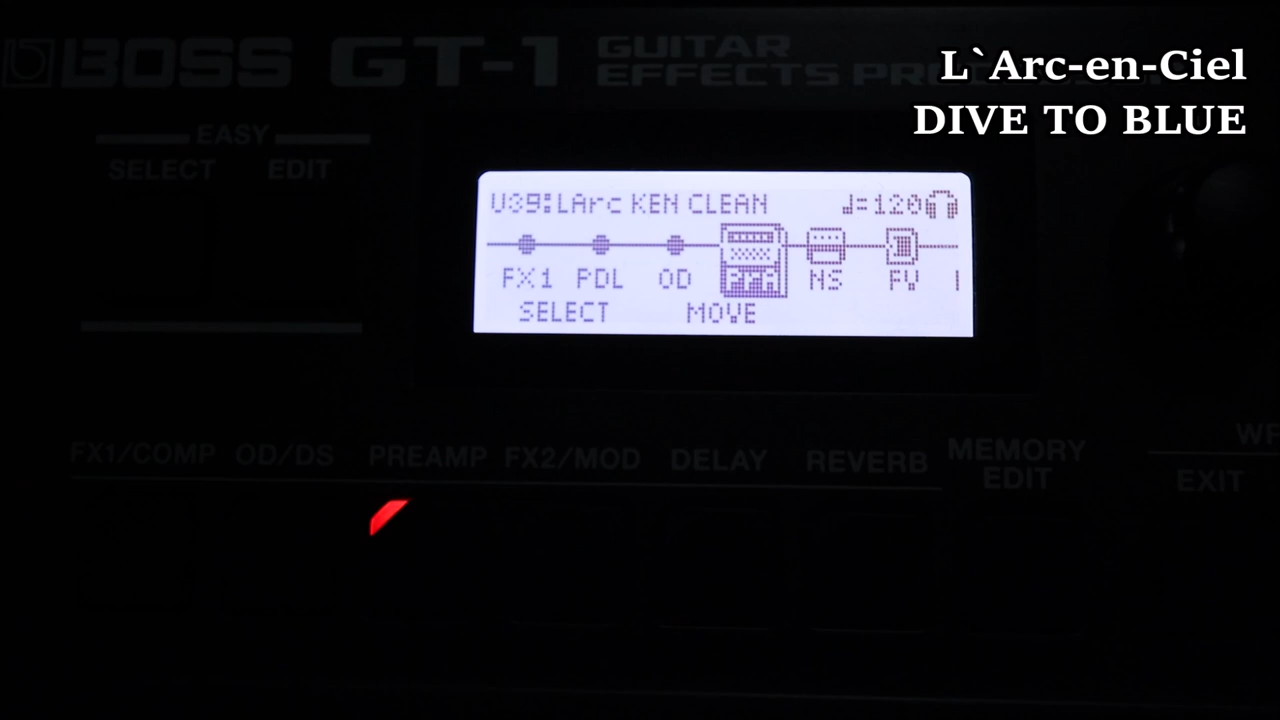 BOSS GT-1 GUITAR
EFFECTS PR
L`Arc-en-Ciel
DIVE TO BLUE
EASY
SELECT EDIT
U39:LArc KEN CLEAN ♩=120
FX1 PDL OD PRA NS FV
SELECT MOVE
FX1/COMP OD/DS PREAMP FX2/MOD DELAY REVERB MEMORY
EDIT
EXIT